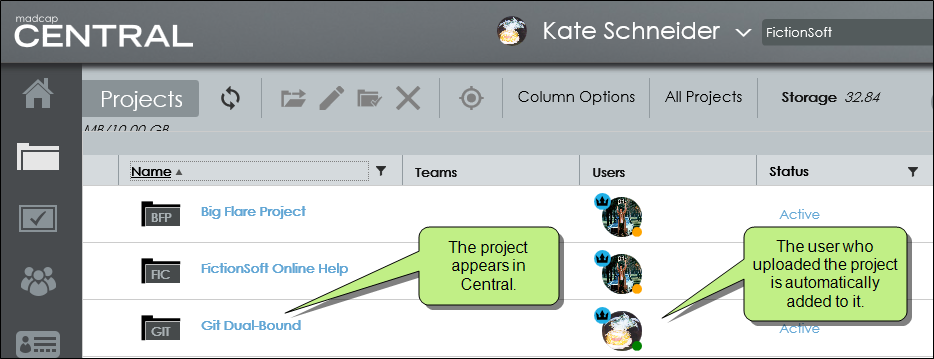 madcap
CENTRAL
Kate Schneider
FictionSoft
Projects
Column Options
All Projects
Storage 32.84
MB/10.00 GB
Name
Teams
Users
Status
BFP
Big Flare Project
Active
FIC
FictionSoft Online Help
The project
appears in
Central.
The user who
uploaded the project
is automatically
added to it.
GIT
Git Dual-Bound
Active